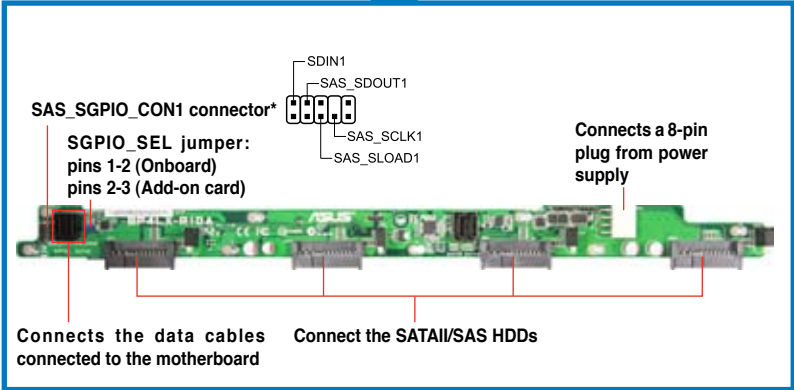 SDIN1
SAS_SDOUT1
SAS_SGPIO_CON1 connector*
SAS_SCLK1
SAS_SLOAD1
SGPIO_SEL jumper:
pins 1-2 (Onboard)
pins 2-3 (Add-on card)
Connects a 8-pin
plug from power
supply
ASUS
Connects the data cables
connected to the motherboard
Connect the SATAII/SAS HDDs